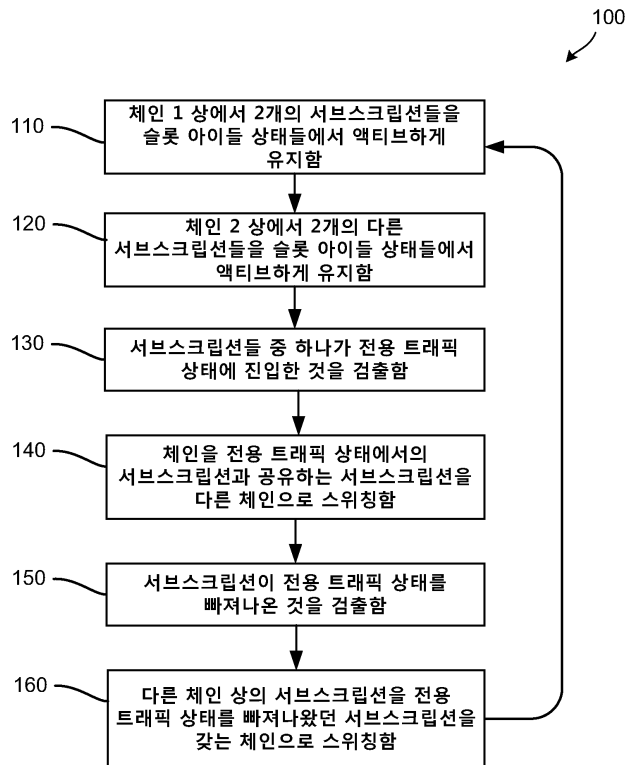 100
110
체인 1 상에서 2개의 서브스크립션들을
슬롯 아이들 상태들에서 액티브하게
유지함
120
체인 2 상에서 2개의 다른
서브스크립션들을 슬롯 아이들 상태들에서
액티브하게 유지함
130
서브스크립션들 중 하나가 전용 트래픽
상태에 진입한 것을 검출함
140
체인을 전용 트래픽 상태에서의
서브스크립션과 공유하는 서브스크립션을
다른 체인으로 스위칭함
150
서브스크립션이 전용 트래픽 상태를
빠져나온 것을 검출함
160
다른 체인 상의 서브스크립션을 전용
트래픽 상태를 빠져나왔던 서브스크립션을
갖는 체인으로 스위칭함